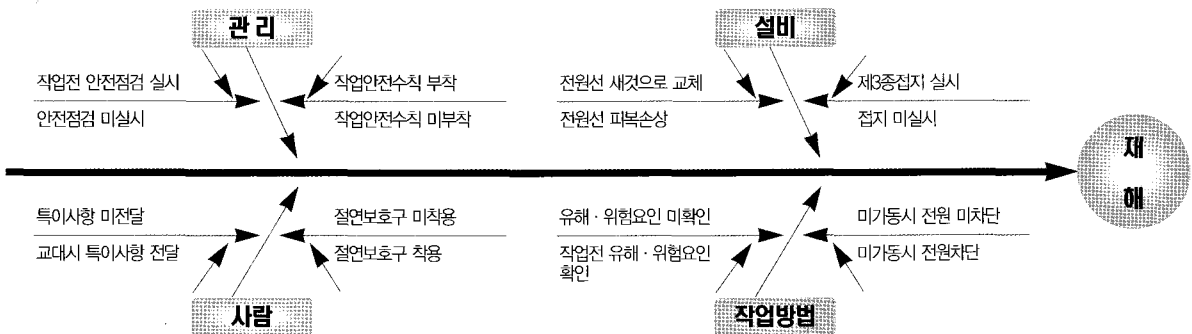 관 리
설비
작업전 안전점검 실시
작업안전수칙 부착
전원선 새것으로 교체
제3종접지 실시
안전점검 미실시
작업안전수칙 미부착
전원선 피복손상
접지 미실시
재
해
특이사항 미전달
절연보호구 미착용
유해 · 위험요인 미확인
미가동시 전원 미차단
교대시 특이사항 전달
절연보호구 착용
작업전 유해 · 위험요인
확인
미가동시 전원차단
사람
작업방법